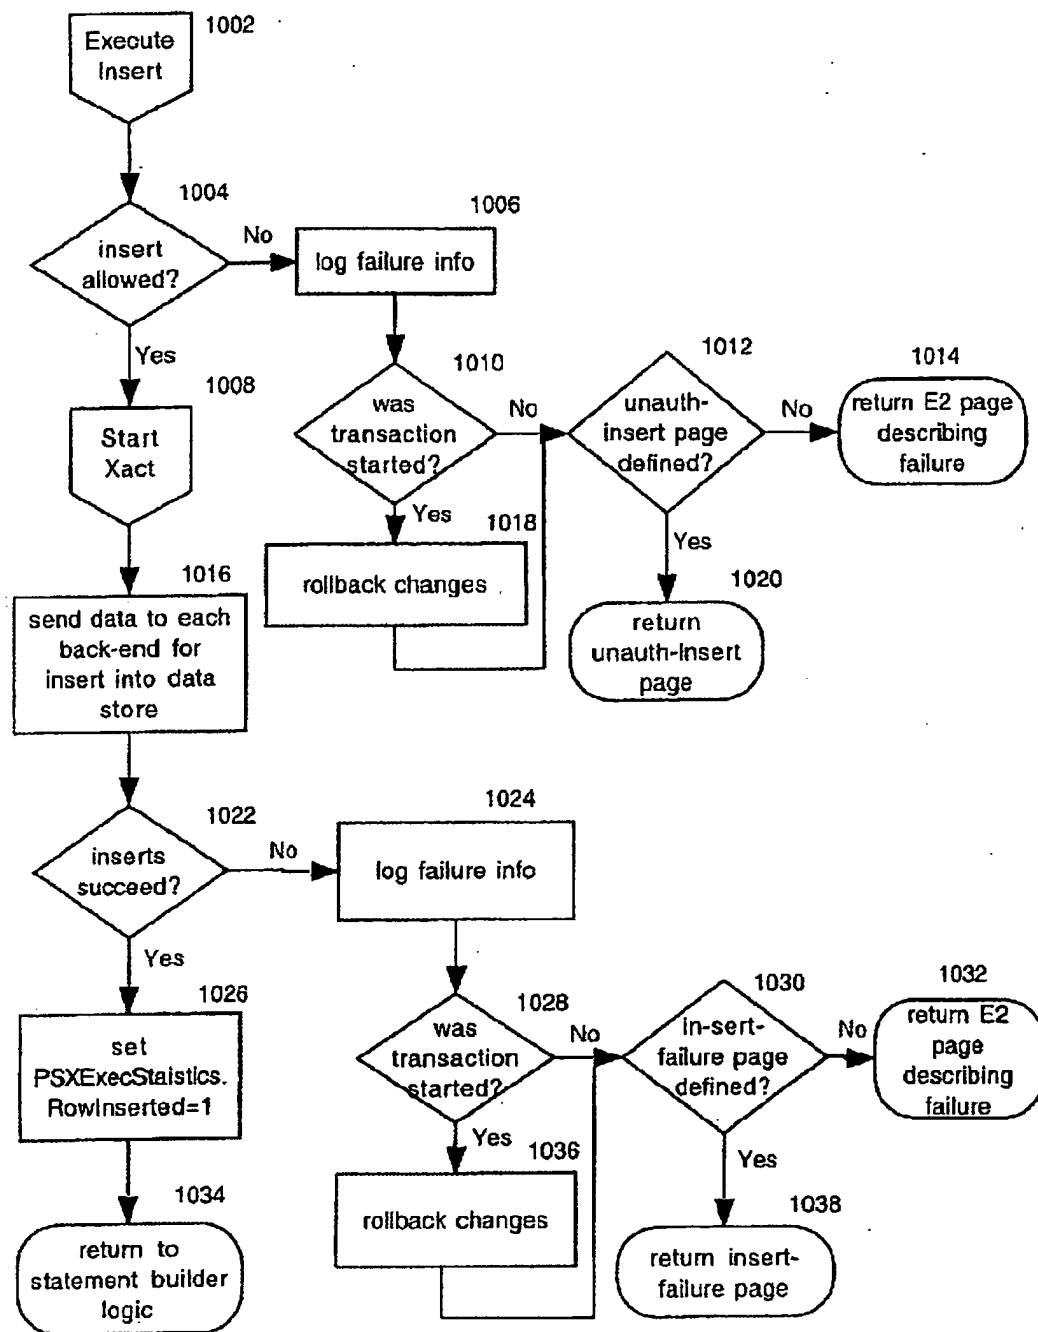 1002
Execute
Insert
1004
insert
allowed?
No
Yes
1006
log failure info
1008
Start
Xact
1010
was
transaction
started?
No
Yes
1012
unauth-
insert page
defined?
No
Yes
1014
return E2 page
describing
failure
1018
rollback changes
1020
return
unauth-insert
page
1016
send data to each
back-end for
insert into data
store
1022
inserts
succeed?
No
Yes
1024
log failure info
1026
set
PSXExecStaistics.
RowInserted=1
1028
was
transaction
started?
No
Yes
1030
in-sert-
failure page
defined?
No
Yes
1032
return E2
page
describing
failure
1034
return to
statement builder
logic
1036
rollback changes
1038
return insert-
failure page